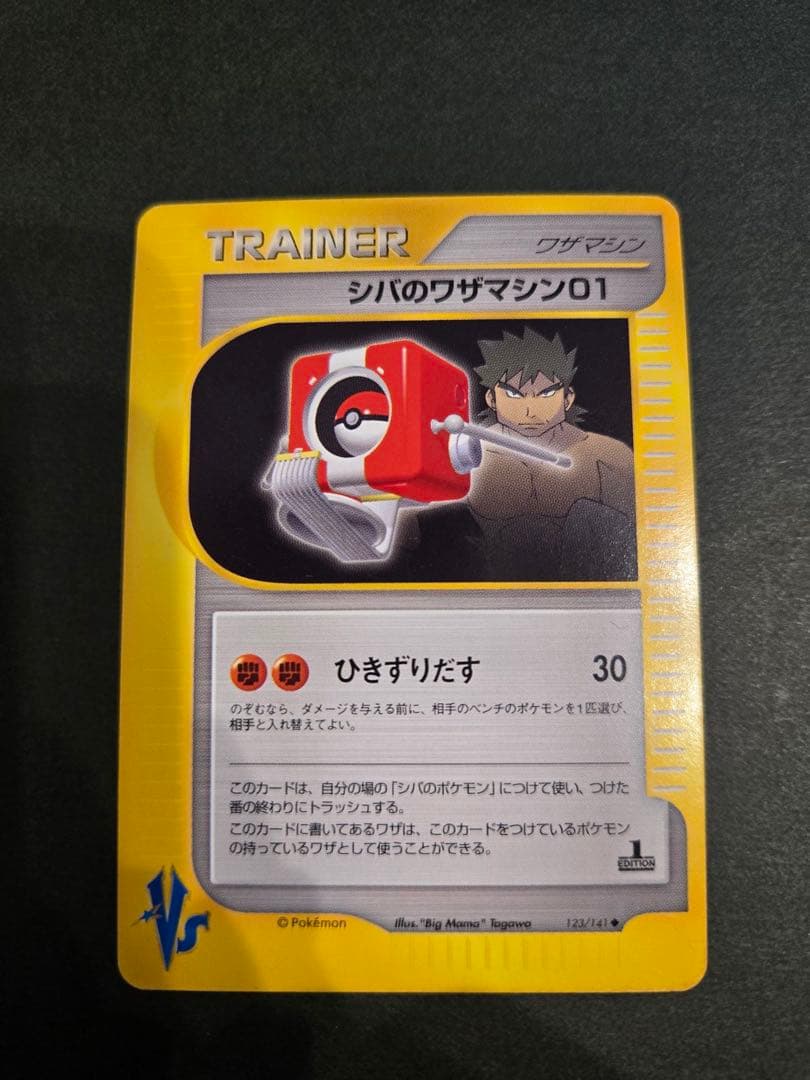 TRAINER
ワザマシン
シバのワザマシン01
ひきずりだす 30
のぞむなら、ダメージを与える前に、相手のベンチのポケモンを1匹選び、
相手と入れ替えてよい。
このカードは、自分の場の「シバのポケモン」につけて使い、つけた
番の終わりにトラッシュする。
このカードに書いてあるワザは、このカードをつけているポケモン
の持っているワザとして使うことができる。
1
EDITION
VS
© Pokémon Illus."Big Mama" Tagawa 123/141◆